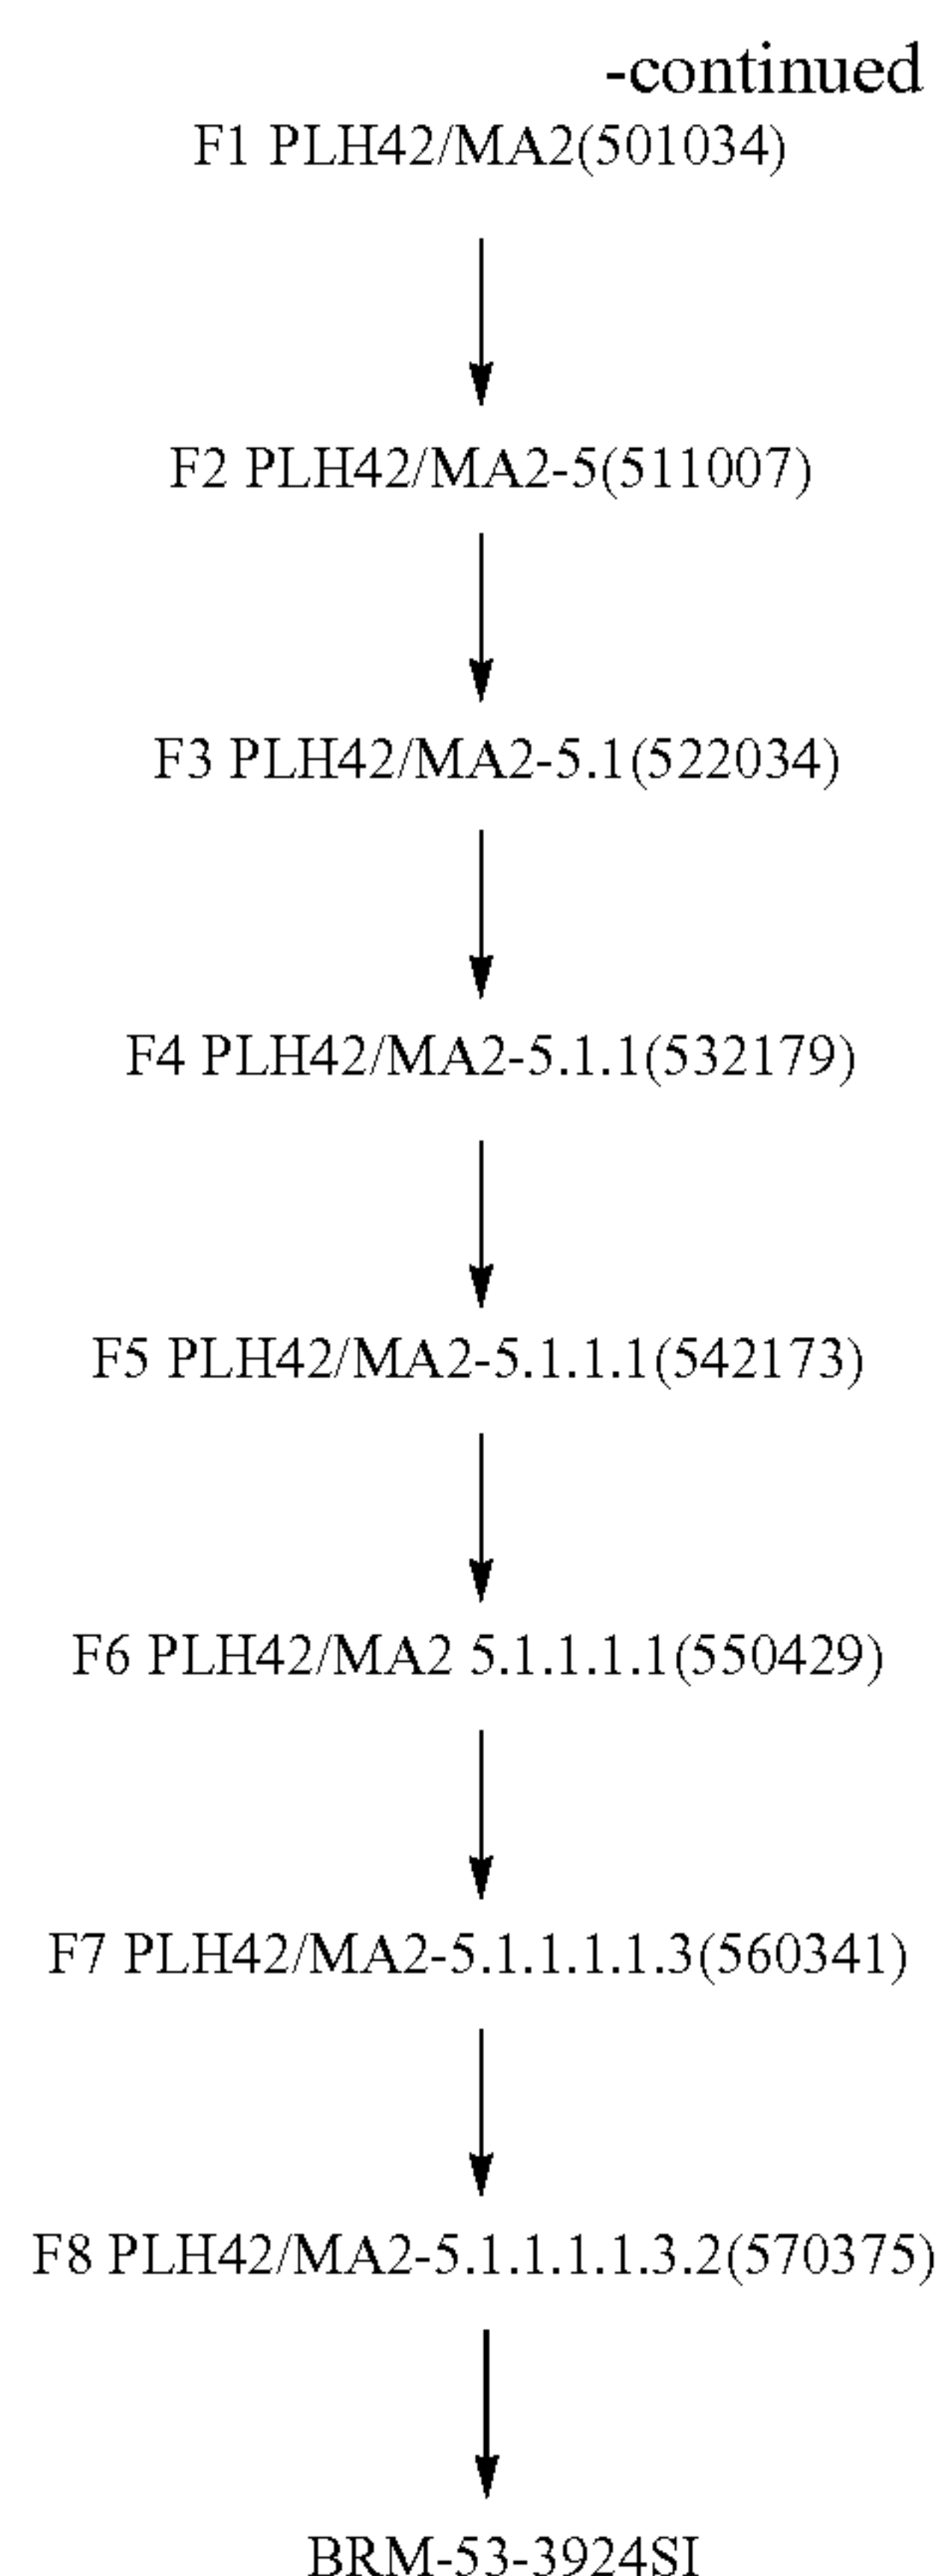 -continued
F1 PLH42/MA2(501034)
F2 PLH42/MA2-5(511007)
F3 PLH42/MA2-5.1(522034)
F4 PLH42/MA2-5.1.1(532179)
F5 PLH42/MA2-5.1.1.1(542173)
F6 PLH42/MA2 5.1.1.1.1(550429)
F7 PLH42/MA2-5.1.1.1.1.3(560341)
F8 PLH42/MA2-5.1.1.1.1.3.2(570375)
BRM-53-3924SI